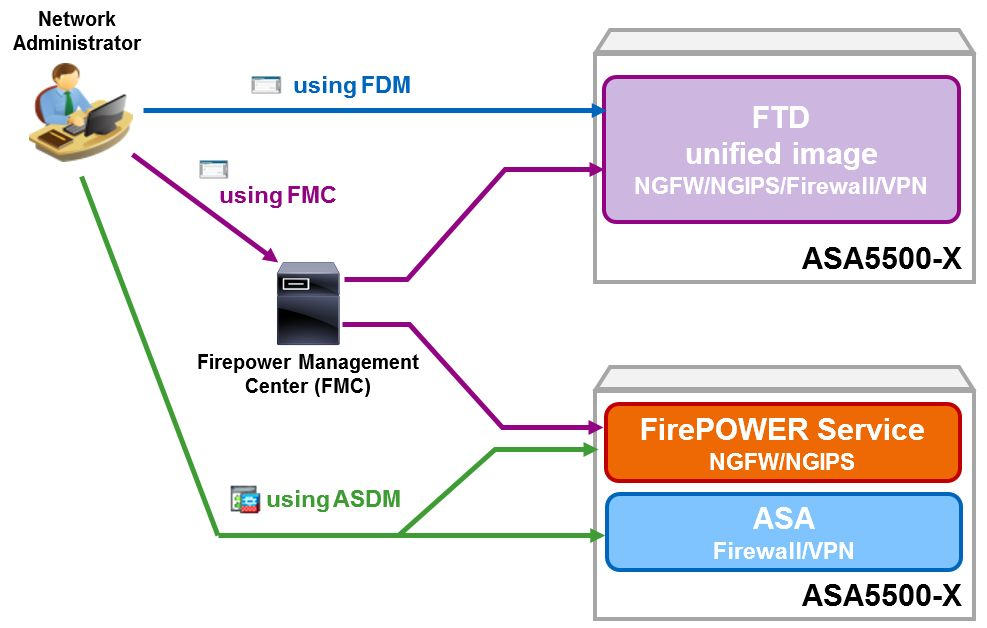 Network
Administrator
using FDM
using FMC
Firepower Management
Center (FMC)
using ASDM
FTD
unified image
NGFW/NGIPS/Firewall/VPN
ASA5500-X
FirePOWER Service
NGFW/NGIPS
ASA
Firewall/VPN
ASA5500-X